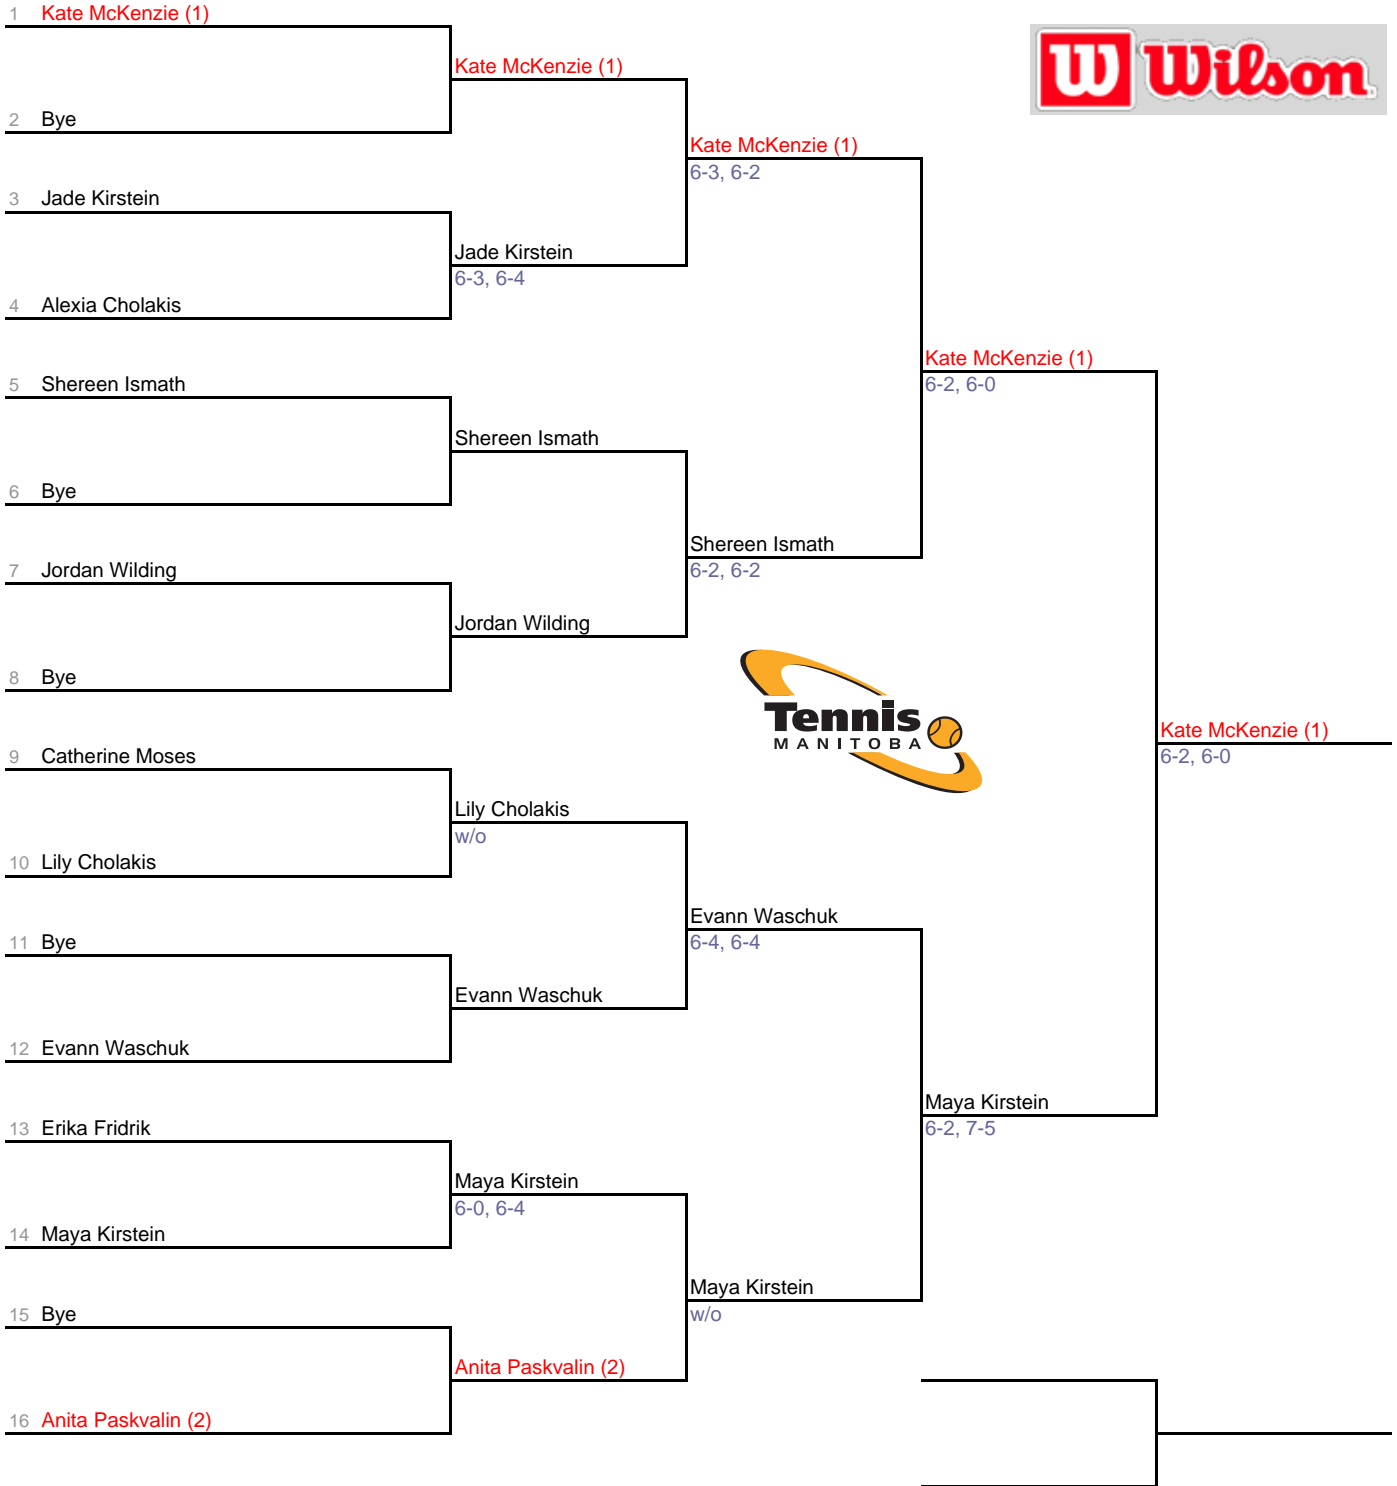 1 Kate McKenzie (1)
Kate McKenzie (1)
W Wilson.
2 Bye
Kate McKenzie (1)
6-3, 6-2
3 Jade Kirstein
Jade Kirstein
6-3, 6-4
4 Alexia Cholakis
Kate McKenzie (1)
6-2, 6-0
5 Shereen Ismath
Shereen Ismath
6 Bye
Shereen Ismath
6-2, 6-2
7 Jordan Wilding
Jordan Wilding
8 Bye
Tennis
MANITOBA
Kate McKenzie (1)
6-2, 6-0
9 Catherine Moses
Lily Cholakis
w/o
10 Lily Cholakis
Evann Waschuk
6-4, 6-4
11 Bye
Evann Waschuk
12 Evann Waschuk
Maya Kirstein
6-2, 7-5
13 Erika Fridrik
Maya Kirstein
6-0, 6-4
14 Maya Kirstein
Maya Kirstein
w/o
15 Bye
Anita Paskvalin (2)
16 Anita Paskvalin (2)